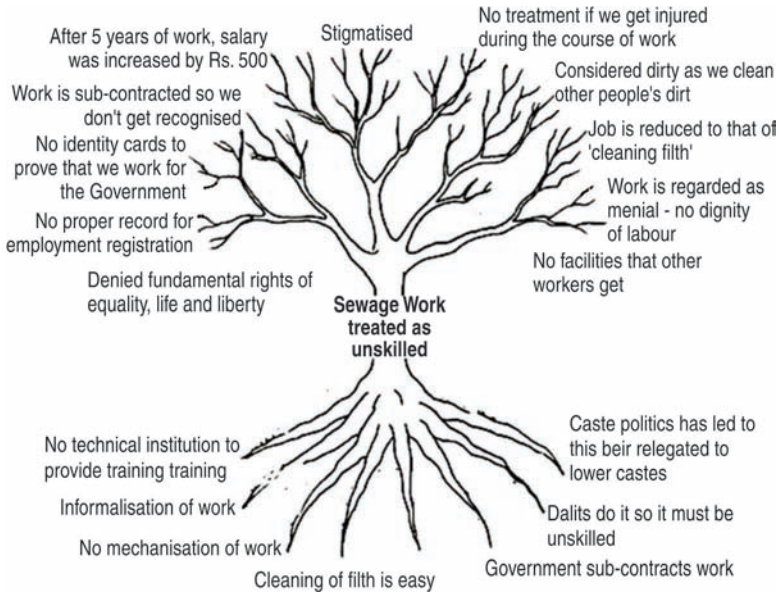 After 5 years of work, salary
was increased by Rs. 500
Stigmatised
No treatment if we get injured
during the course of work
Considered dirty as we clean
other people's dirt
Work is sub-contracted so we
don't get recognised
No identity cards to
prove that we work for
the Government
Job is reduced to that of
'cleaning filth'
Work is regarded as
menial - no dignity
of labour
No proper record for
employment registration
No facilities that other
workers get
Denied fundamental rights of
equality, life and liberty
Sewage Work
treated as
unskilled
No technical institution to
provide training training
Caste politics has led to
this beir relegated to
lower castes
Informalisation of work
Dalits do it so it must be
unskilled
No mechanisation of work
Cleaning of filth is easy
Government sub-contracts work